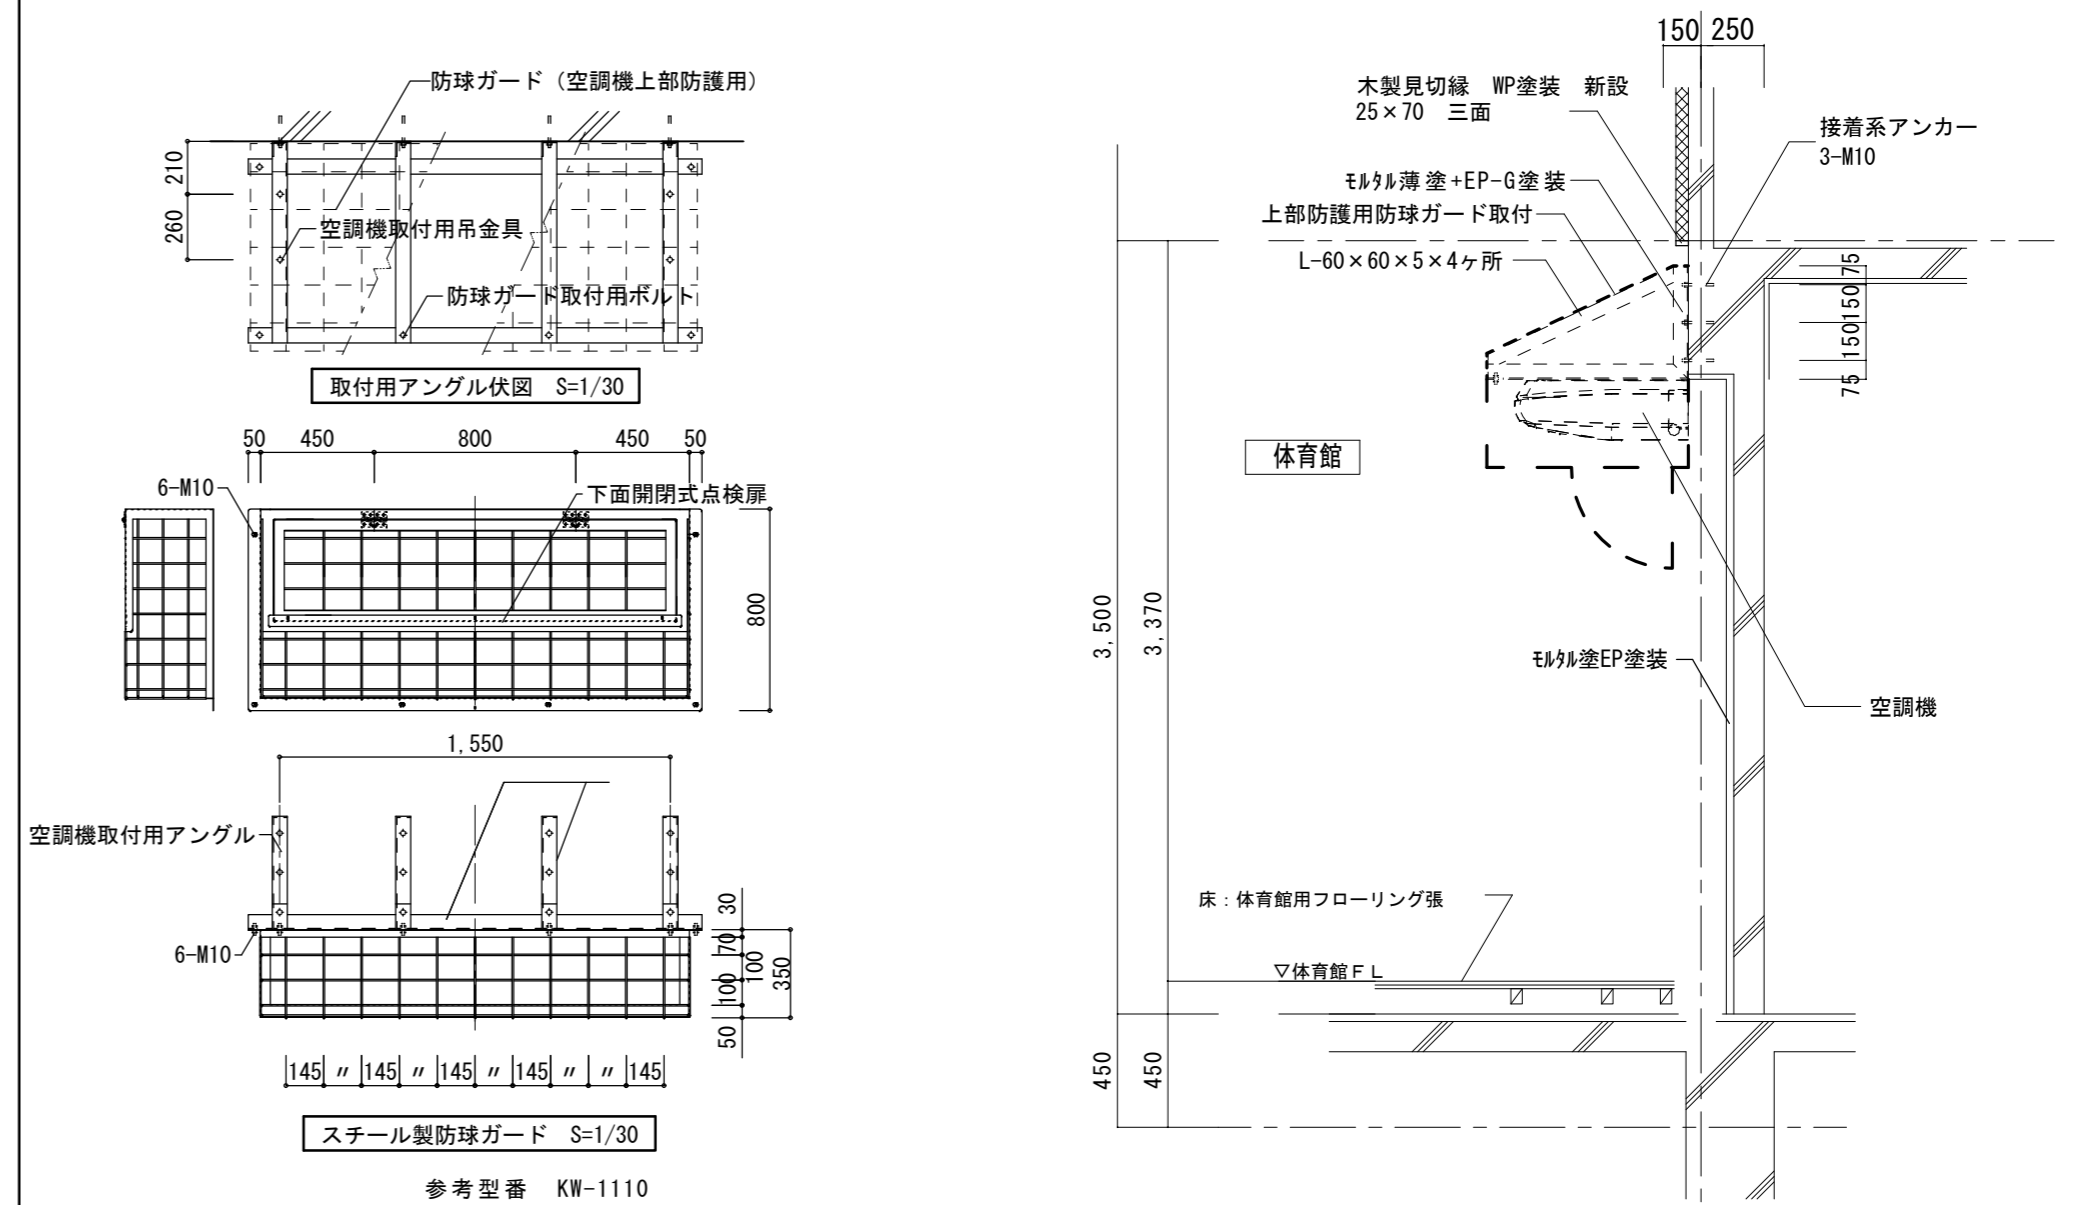 防球ガード（空調機上部防護用）
210
260
空調機取付用吊金具
防球ガード取付用ボルト
取付用アングル伏図　S=1/30
50
450
800
450
50
6-M10
下面開閉式点検扉
800
1,550
空調機取付用アングル
6-M10
30
70
100
100
50
350
145
〃
145
〃
145
〃
145
〃
〃
145
スチール製防球ガード　S=1/30
参考型番　KW-1110
150
250
木製見切縁　WP塗装　新設
25×70　三面
接着系アンカー
3-M10
ﾓﾙﾀﾙ薄塗+EP-G塗装
上部防護用防球ガード取付
L-60×60×5×4ヶ所
75
150
150
75
体育館
3,500
3,370
ﾓﾙﾀﾙ塗EP塗装
空調機
床：体育館用フローリング張
▽体育館ＦＬ
450
450